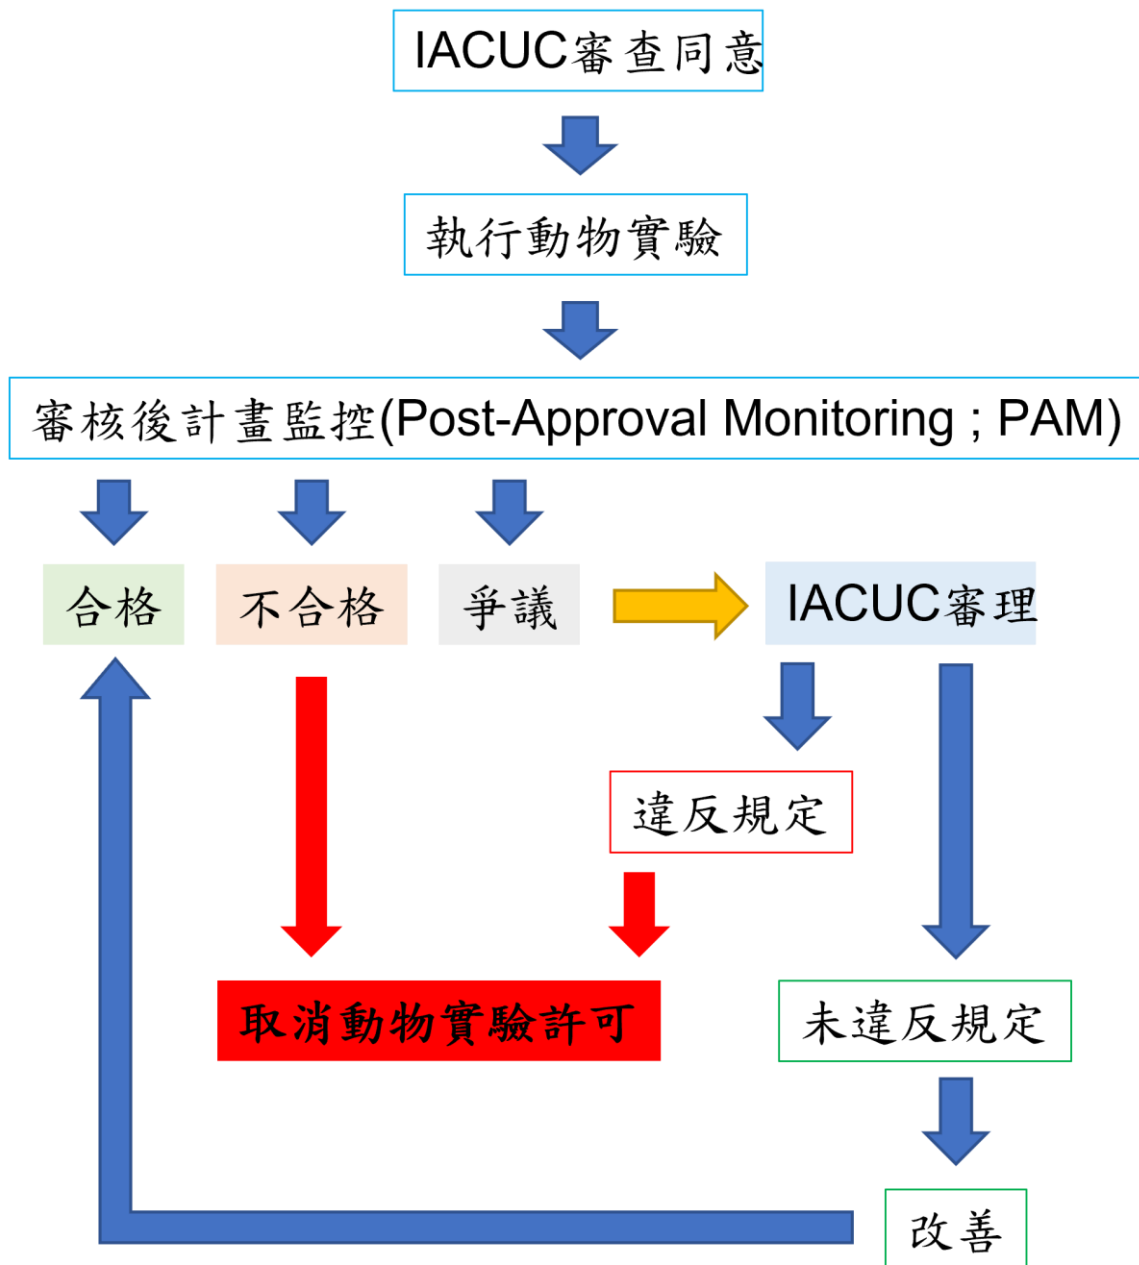 IACUC審查同意
執行動物實驗
審核後計畫監控(Post-Approval Monitoring ; PAM)
合格
不合格
爭議
IACUC審理
違反規定
取消動物實驗許可
未違反規定
改善